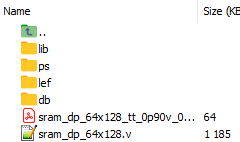 Name Size (KB
..
lib
ps
lef
db
sram_dp_64x128_tt_0p90v_0... 64
sram_dp_64x128.v 1 185